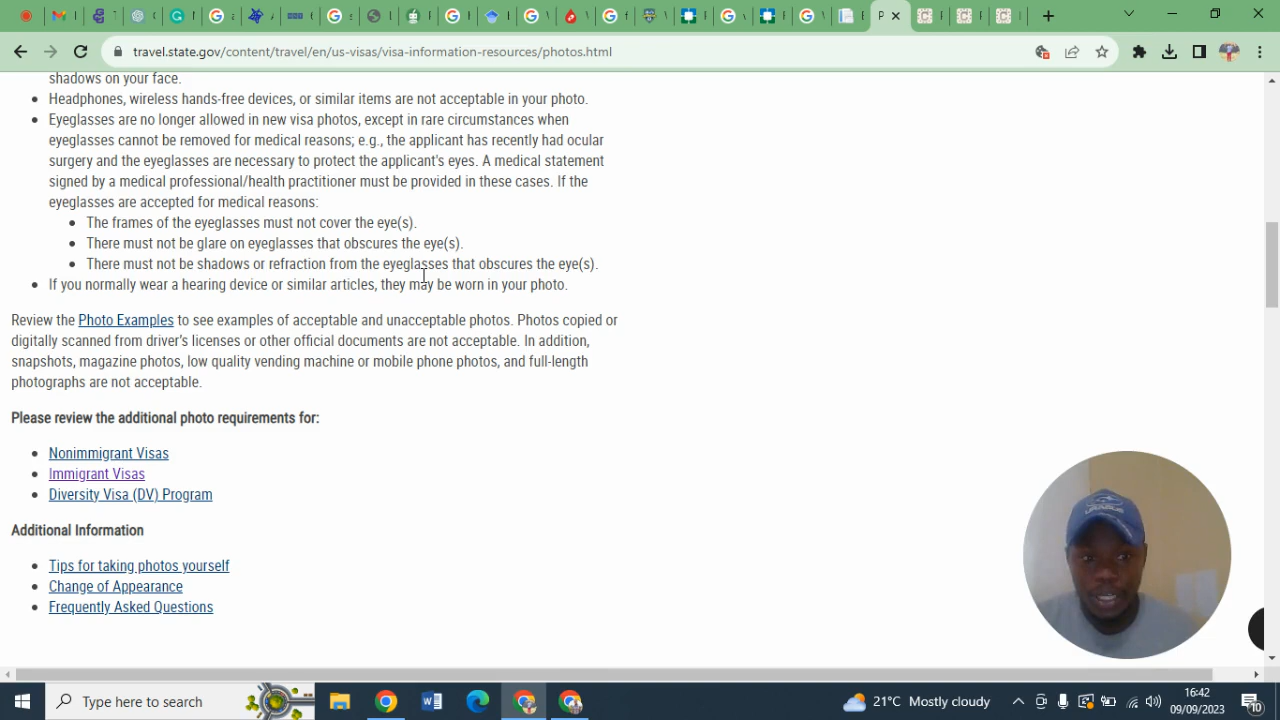 travel.state.gov/content/travel/en/us-visas/visa-information-resources/photos.html
shadows on your face.
Headphones, wireless hands-free devices, or similar items are not acceptable in your photo.
Eyeglasses are no longer allowed in new visa photos, except in rare circumstances when
eyeglasses cannot be removed for medical reasons; e.g., the applicant has recently had ocular
surgery and the eyeglasses are necessary to protect the applicant's eyes. A medical statement
signed by a medical professional/health practitioner must be provided in these cases. If the
eyeglasses are accepted for medical reasons:
The frames of the eyeglasses must not cover the eye(s).
There must not be glare on eyeglasses that obscures the eye(s).
There must not be shadows or refraction from the eyeglasses that obscures the eye(s).
If you normally wear a hearing device or similar articles, they may be worn in your photo.
Review the Photo Examples to see examples of acceptable and unacceptable photos. Photos copied or
digitally scanned from driver's licenses or other official documents are not acceptable. In addition,
snapshots, magazine photos, low quality vending machine or mobile phone photos, and full-length
photographs are not acceptable.
Please review the additional photo requirements for:
Nonimmigrant Visas
Immigrant Visas
Diversity Visa (DV) Program
Additional Information
Tips for taking photos yourself
Change of Appearance
Frequently Asked Questions
Type here to search
21°C Mostly cloudy
16:42
09/09/2023
10